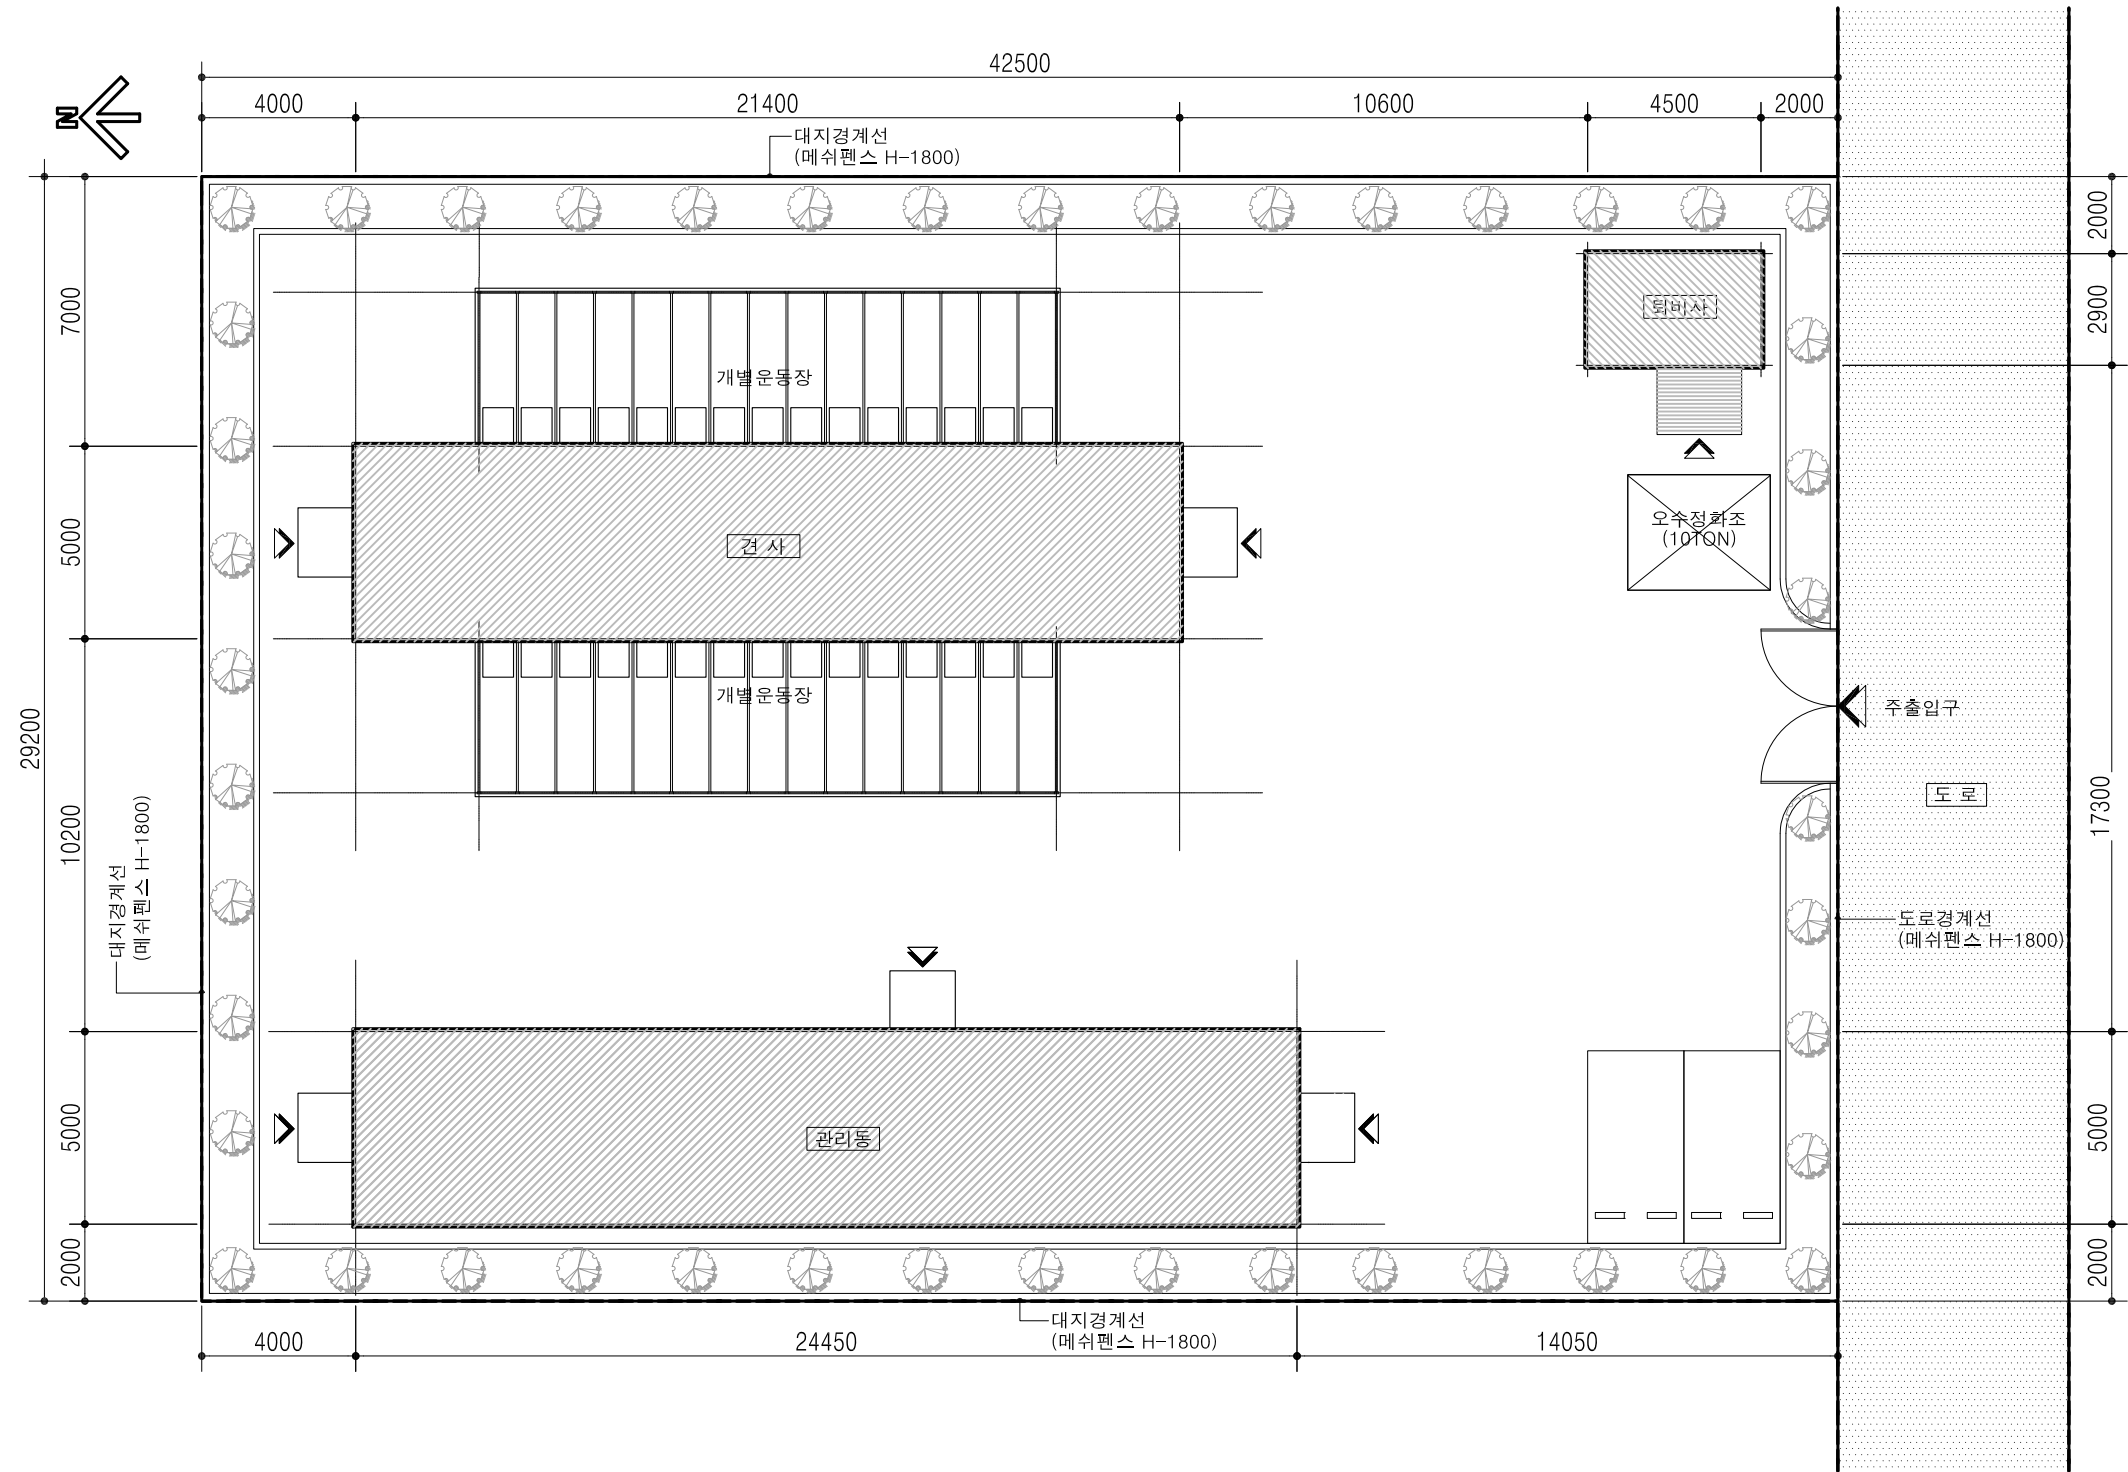 42500
4000
21400
10600
4500
2000
N
대지경계선
(메쉬펜스 H-1800)
7000
5000
10200
5000
2000
29200
2000
2900
17300
5000
2000
퇴비사
개별운동장
오수정화조
(10TON)
견 사
개별운동장
주출입구
도 로
대지경계선
(메쉬펜스 H-1800)
도로경계선
(메쉬펜스 H-1800)
관리동
대지경계선
(메쉬펜스 H-1800)
4000
24450
14050